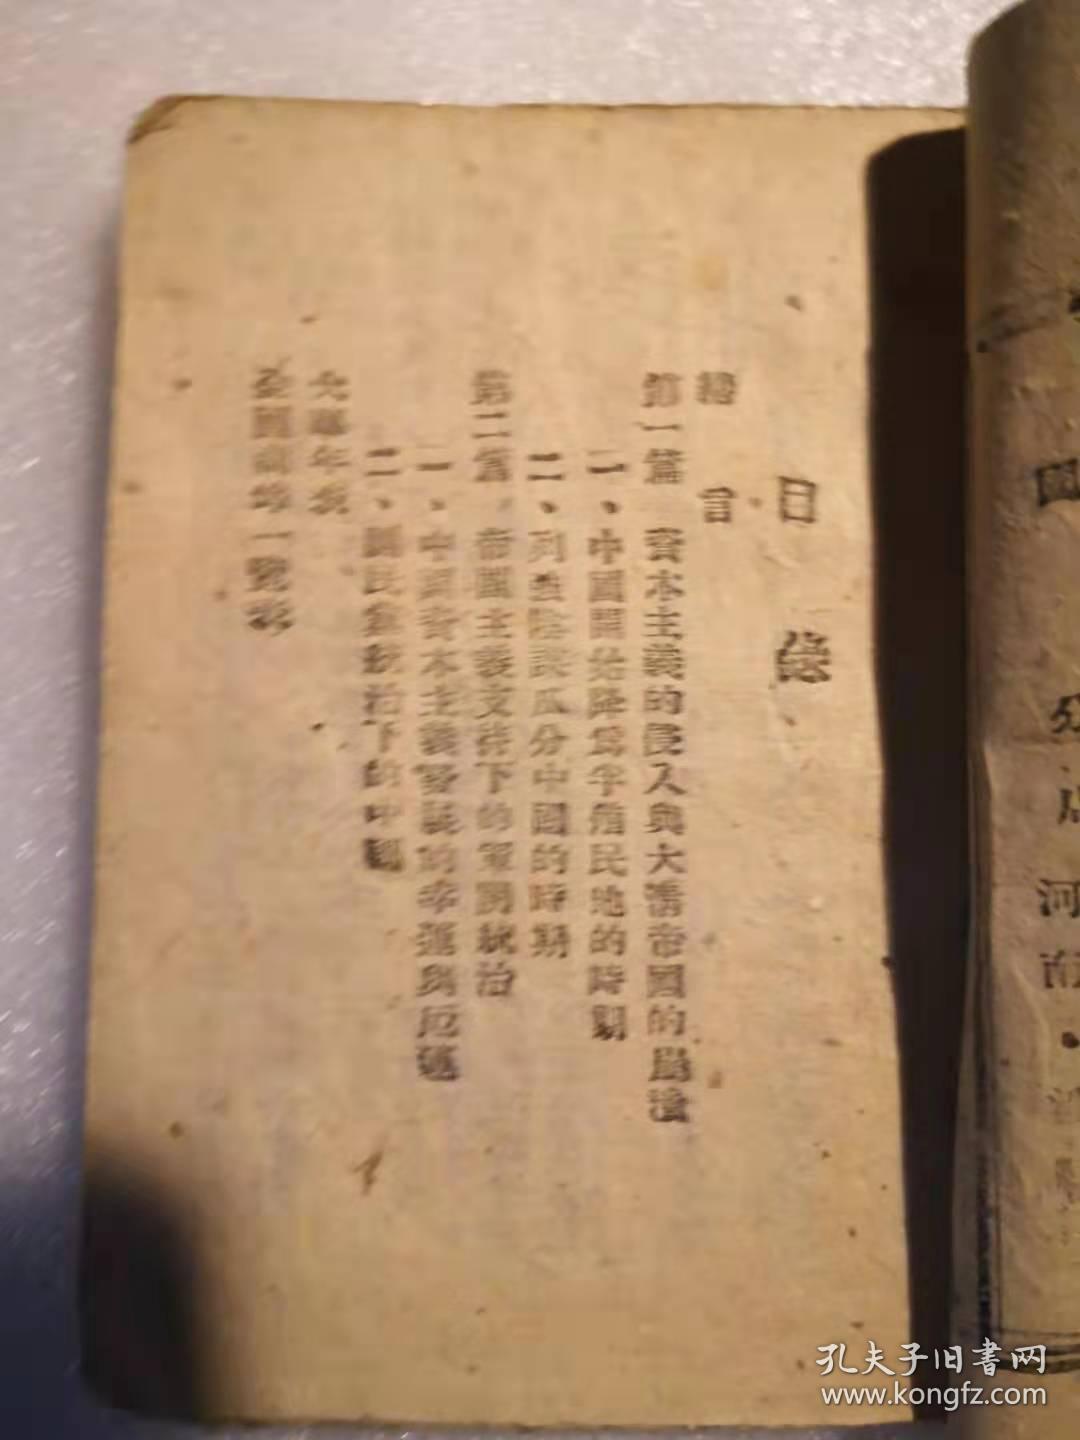 目錄
緒言
第一篇 資本主義的侵入與大清帝國的崩潰
一、中國開始降為半殖民地的時期
二、列強陰謀瓜分中國的時期
第二篇 帝國主義支持下的軍閥統治
一、中國資本主義發展的幸運與厄運
二、國民黨統治下的中國
大事年表
一覽表
河南
孔夫子旧书网
www.kongfz.com